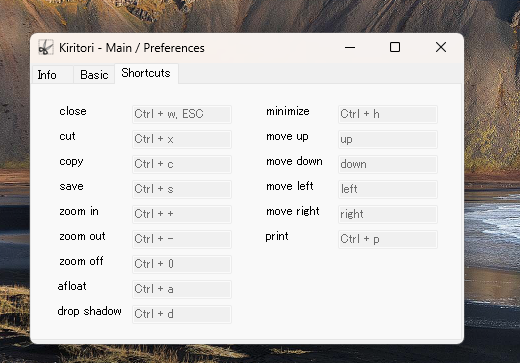 Kiritori - Main / Preferences
Info Basic Shortcuts
close Ctrl + w, ESC
cut Ctrl + x
copy Ctrl + c
save Ctrl + s
zoom in Ctrl + +
zoom out Ctrl + -
zoom off Ctrl + 0
afloat Ctrl + a
drop shadow Ctrl + d
minimize Ctrl + h
move up up
move down down
move left left
move right right
print Ctrl + p